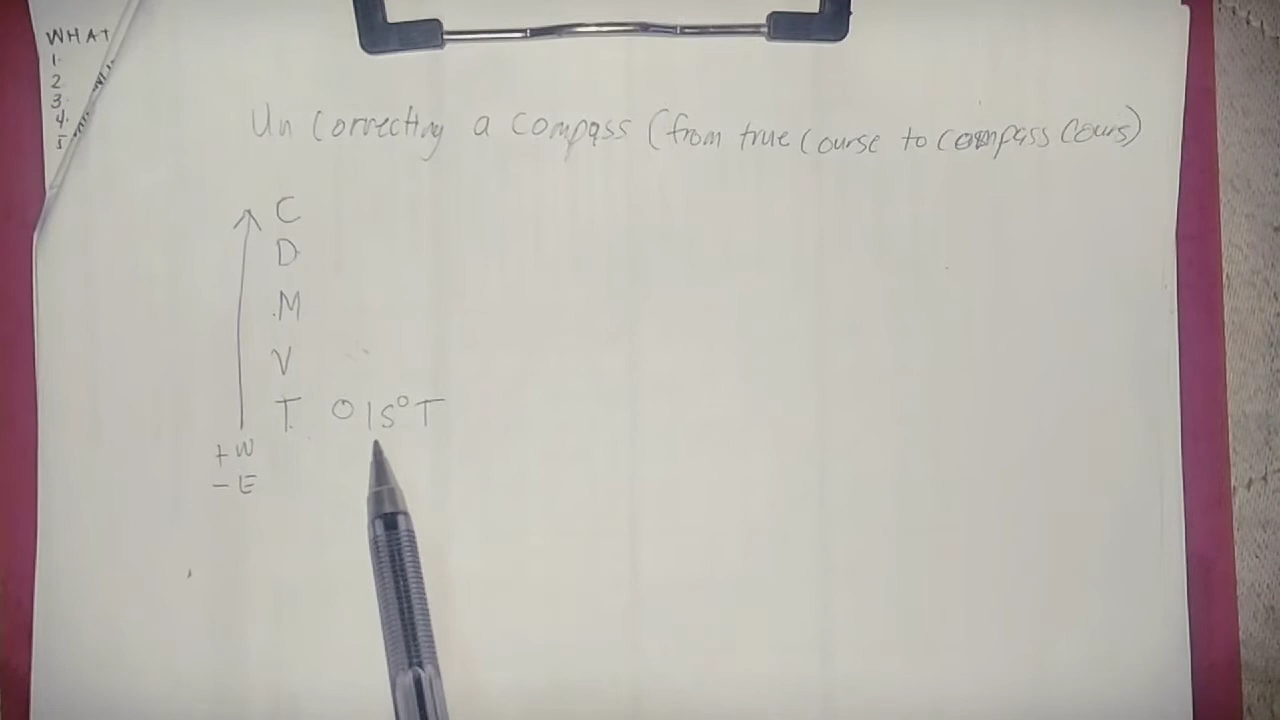 WHAT
1.
2
3.
4.
5
Un Correcting a compass (from true course to compass Cours)
C
D
M
V
T 015° T
+ W
- E